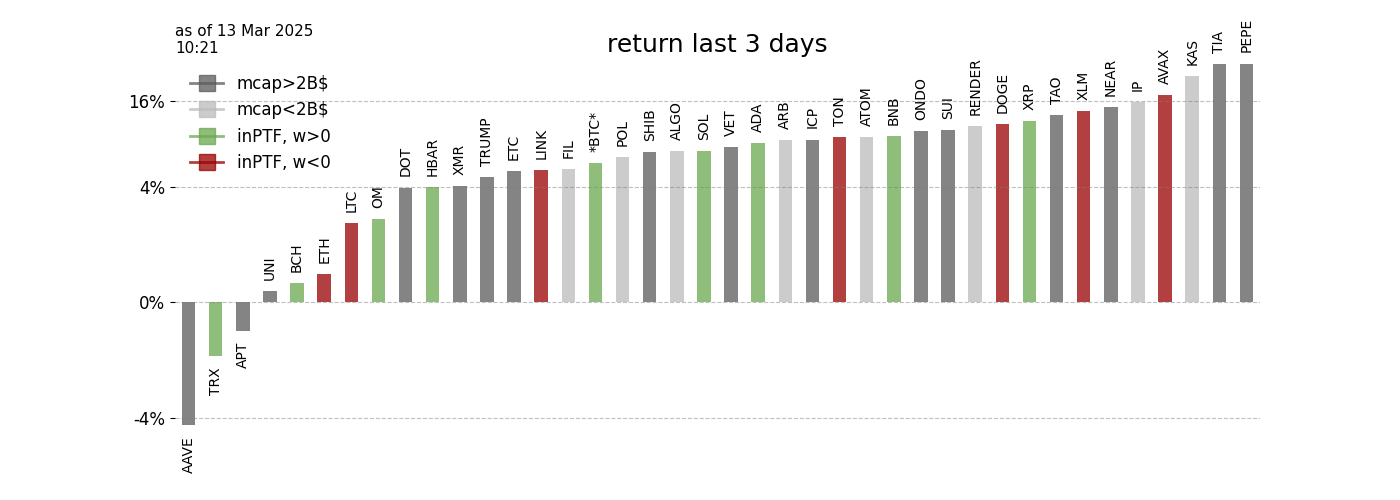 as of 13 Mar 2025
10:21
return last 3 days
mcap>2B$
mcap<2B$
inPTF, w>0
inPTF, w<0
16%
4%
0%
-4%
AAVE
TRX
APT
UNI
BCH
ETH
LTC
OM
DOT
HBAR
XMR
TRUMP
ETC
LINK
FIL
*BTC*
POL
SHIB
ALGO
SOL
VET
ADA
ARB
ICP
TON
ATOM
BNB
ONDO
SUI
RENDER
DOGE
XRP
TAO
XLM
NEAR
IP
AVAX
KAS
TIA
PEPE